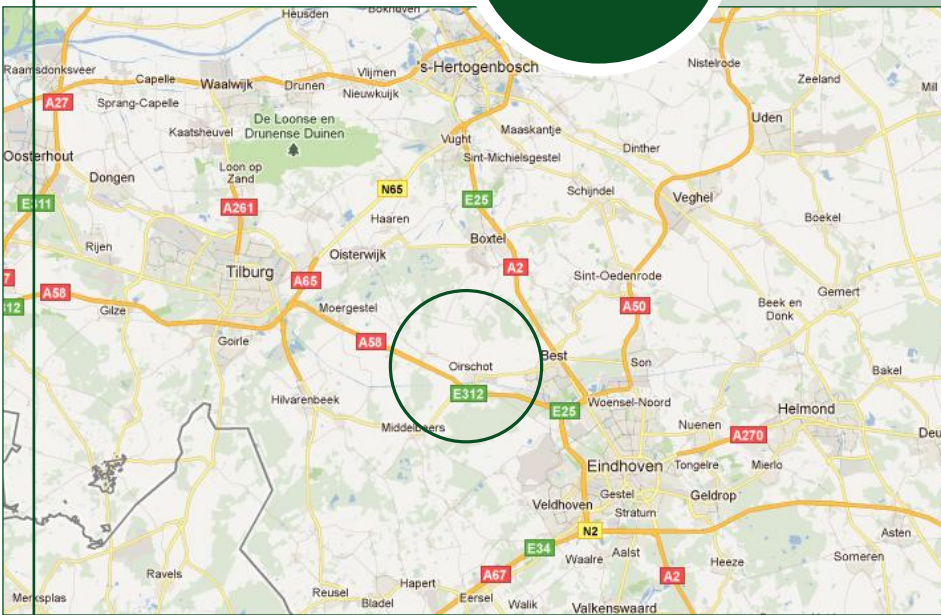 Heusden
Bokhoven
Nistelrode
Raamsdonksveer
Capelle
Waalwijk
Drunen
Vlijmen
Nieuwkuijk
's-Hertogenbosch
Zeeland
Mill
A27
Sprang-Capelle
De Loonse en
Drunense Duinen
Kaatsheuvel
Maaskantje
Uden
Vught
Dinther
Oosterhout
Loon op
Zand
Sint-Michielsgestel
Dongen
N65
Schijndel
Veghel
E311
A261
E25
Haaren
Boekel
Rijen
Oisterwijk
Boxtel
Tilburg
A65
A2
Sint-Oedenrode
A58
Gemert
Gilze
Moergestel
A50
Beek en
Donk
Goirle
A58
Oirschot
Best
Son
Bakel
Hilvarenbeek
E312
E25
Woensel-Noord
Helmond
Middelbeers
Nuenen
A270
Eindhoven
Tongelre
Mierlo
Gestel
Geldrop
Veldhoven
Stratum
N2
Asten
E34
Waalre
Aalst
Heeze
Someren
Ravels
A67
A2
Hapert
Merksplas
Reusel
Bladel
Eersel
Walik
Valkenswaard